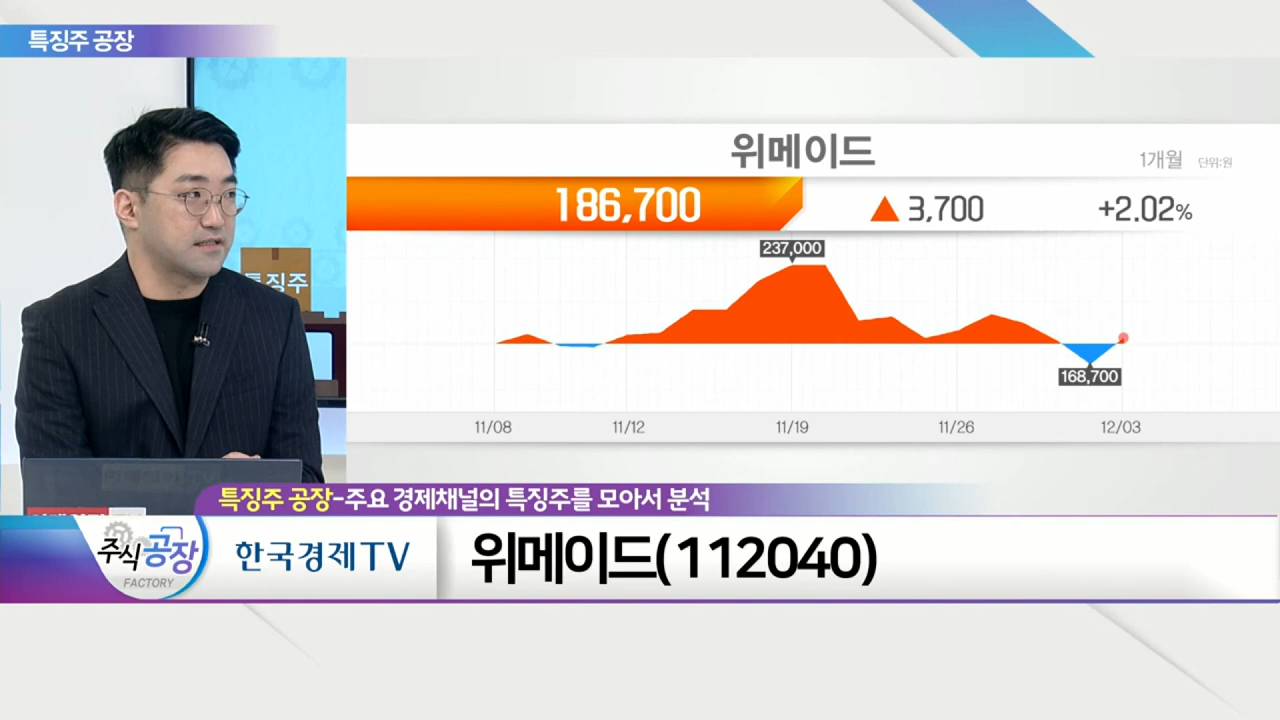 특징주 공장
특징주
위메이드
1개월 단위:원
186,700 ▲ 3,700 +2.02%
237,000
168,700
11/08 11/12 11/19 11/26 12/03
특징주 공장-주요 경제채널의 특징주를 모아서 분석
주식공장
FACTORY
한국경제TV
위메이드(112040)